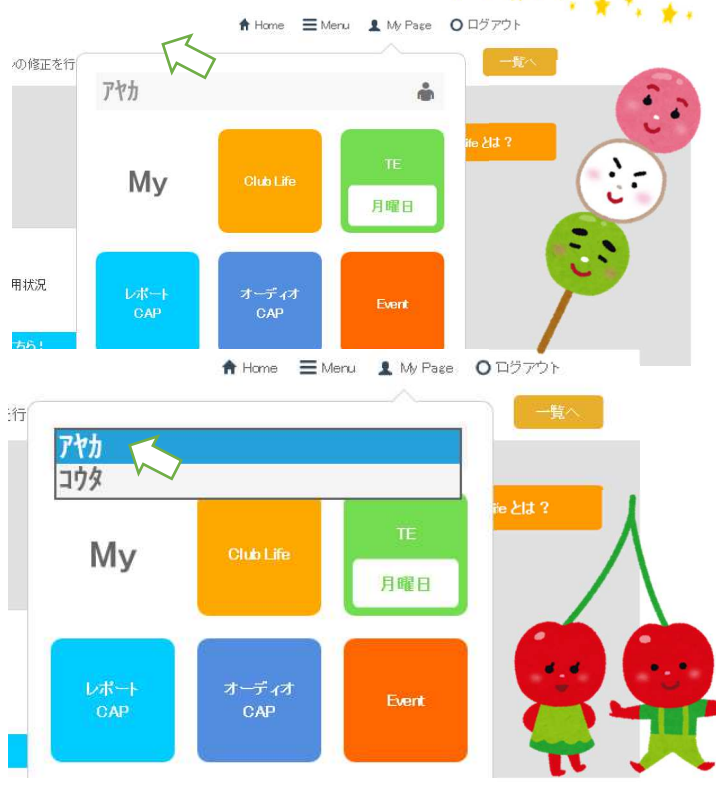 Home Menu My Page ログアウト
の修正を行
一覧へ
アヤカ
ife とは？
My
Club Life
TE
月曜日
用状況
レポート
CAP
オーディオ
CAP
Event
ちら！
Home Menu My Page ログアウト
行
一覧へ
アヤカ
コウタ
ife とは？
My
Club Life
TE
月曜日
レポート
CAP
オーディオ
CAP
Event